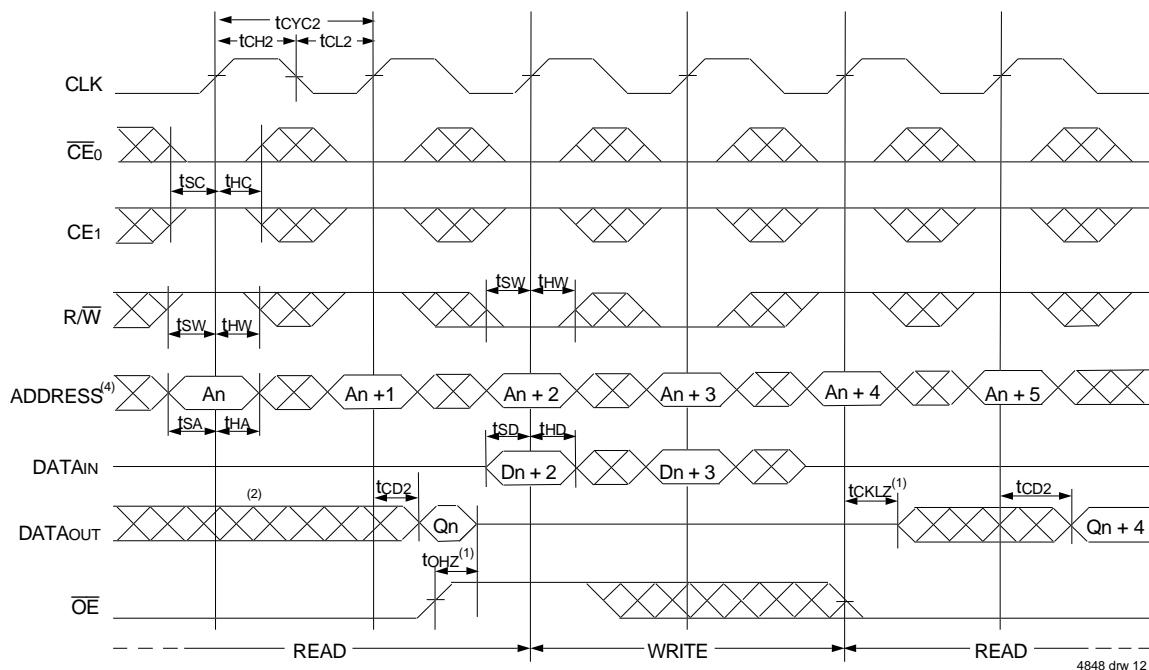 tCYC2
tCH2 tCL2
CLK
CE0
tSC tHC
CE1
tSW tHW
R/W
tSW tHW
ADDRESS(4) An An +1 An + 2 An + 3 An + 4 An + 5
tSA tHA tSD tHD
DATAIN Dn + 2 Dn + 3
(2) tCD2 tCKLZ(1) tCD2
DATAOUT Qn Qn + 4
tOHZ(1)
OE
READ WRITE READ
4848 drw 12